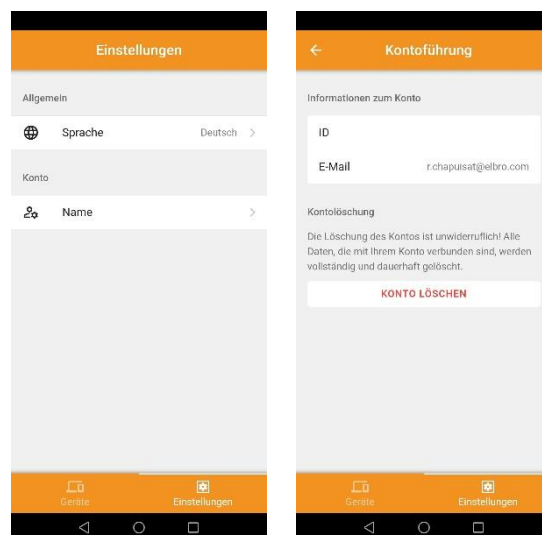 Einstellungen
Allgemein
Sprache Deutsch
Konto
Name
Geräte Einstellungen
Kontoführung
Informationen zum Konto
ID
E-Mail r.chapuisat@elbro.com
Kontolöschung
Die Löschung des Kontos ist unwiderruflich! Alle
Daten, die mit Ihrem Konto verbunden sind, werden
vollständig und dauerhaft gelöscht.
KONTO LÖSCHEN
Geräte Einstellungen